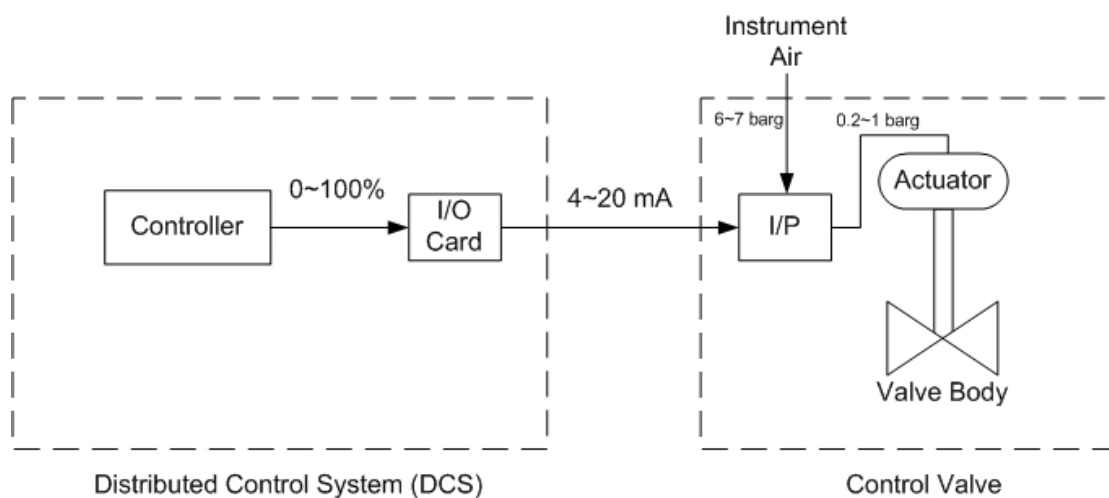 Instrument
Air
6~7 barg
0.2~1 barg
0~100%
4~20 mA
Controller
I/O
Card
I/P
Actuator
Valve Body
Distributed Control System (DCS)
Control Valve